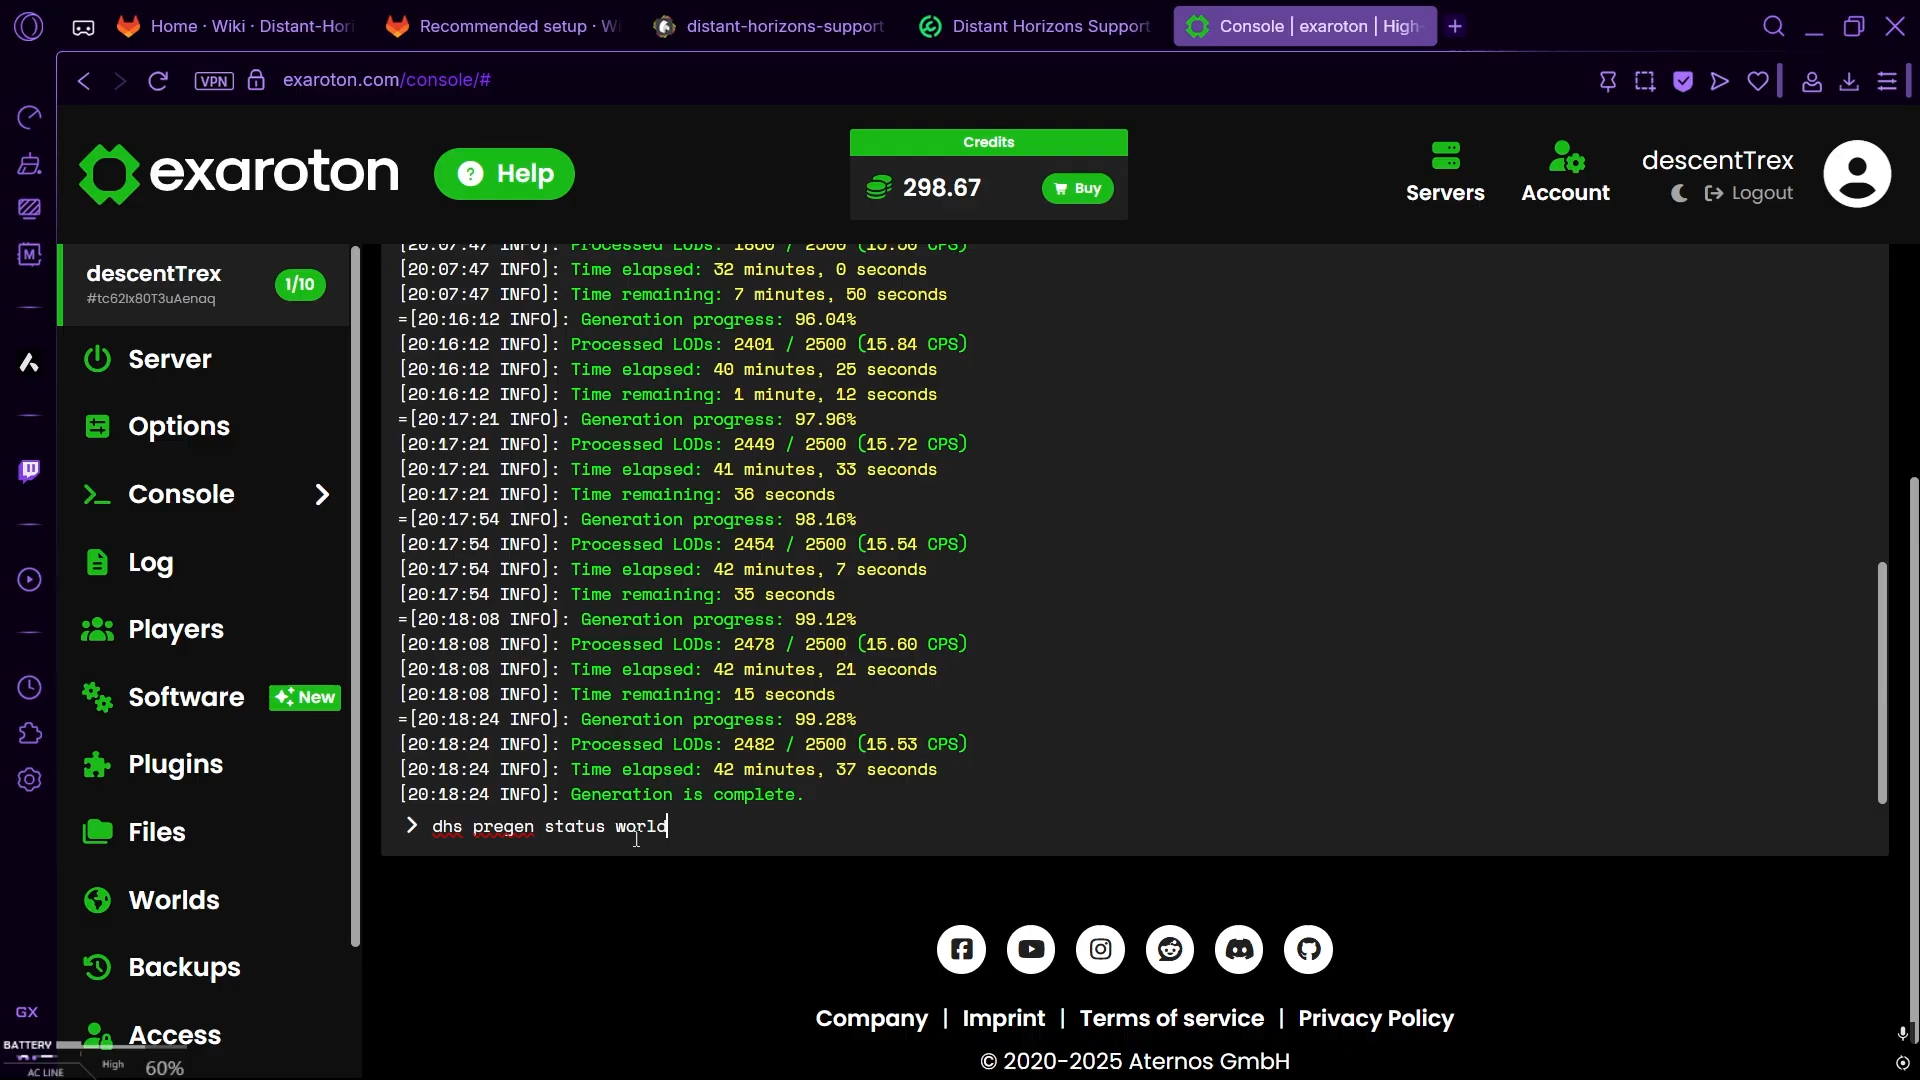 Home · Wiki · Distant-Hori
Recommended setup · Wi
distant-horizons-support
Distant Horizons Support
Console | exaroton | High-
VPN
exaroton.com/console/#
exaroton
Help
Credits
298.67
Buy
Servers
Account
descentTrex
Logout
descentTrex
#tc62Ix80T3uAenaq
1/10
Server
Options
Console
Log
Players
Software
New
Plugins
Files
Worlds
Backups
Access
[20:07:47 INFO]: Processed LODs: 1860 / 2500 (15.50 CPS)
[20:07:47 INFO]: Time elapsed: 32 minutes, 0 seconds
[20:07:47 INFO]: Time remaining: 7 minutes, 50 seconds
=[20:16:12 INFO]: Generation progress: 96.04%
[20:16:12 INFO]: Processed LODs: 2401 / 2500 (15.84 CPS)
[20:16:12 INFO]: Time elapsed: 40 minutes, 25 seconds
[20:16:12 INFO]: Time remaining: 1 minute, 12 seconds
=[20:17:21 INFO]: Generation progress: 97.96%
[20:17:21 INFO]: Processed LODs: 2449 / 2500 (15.72 CPS)
[20:17:21 INFO]: Time elapsed: 41 minutes, 33 seconds
[20:17:21 INFO]: Time remaining: 36 seconds
=[20:17:54 INFO]: Generation progress: 98.16%
[20:17:54 INFO]: Processed LODs: 2454 / 2500 (15.54 CPS)
[20:17:54 INFO]: Time elapsed: 42 minutes, 7 seconds
[20:17:54 INFO]: Time remaining: 35 seconds
=[20:18:08 INFO]: Generation progress: 99.12%
[20:18:08 INFO]: Processed LODs: 2478 / 2500 (15.60 CPS)
[20:18:08 INFO]: Time elapsed: 42 minutes, 21 seconds
[20:18:08 INFO]: Time remaining: 15 seconds
=[20:18:24 INFO]: Generation progress: 99.28%
[20:18:24 INFO]: Processed LODs: 2482 / 2500 (15.53 CPS)
[20:18:24 INFO]: Time elapsed: 42 minutes, 37 seconds
[20:18:24 INFO]: Generation is complete.
dhs pregen status world
Company | Imprint | Terms of service | Privacy Policy
© 2020-2025 Aternos GmbH
GX
BATTERY
High
60%
AC LINE